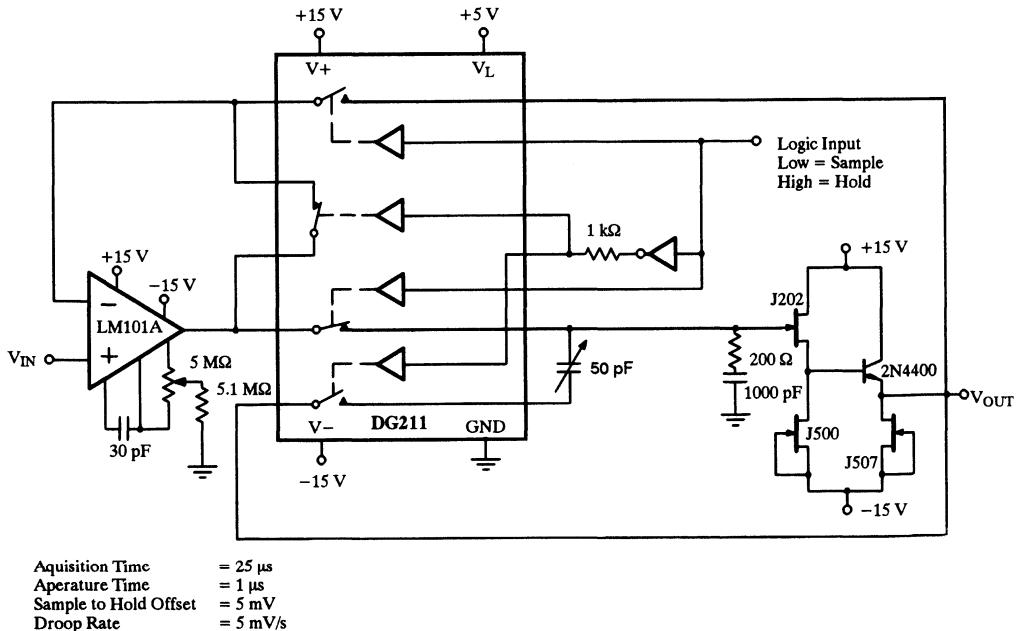 +15 V
+5 V
V+
VL
Logic Input
Low = Sample
High = Hold
1 kΩ
+15 V
−15 V
+15 V
J202
−
LM101A
+
VIN
5 MΩ
5.1 MΩ
30 pF
50 pF
200 Ω
1000 pF
2N4400
VOUT
V−
DG211
GND
J500
J507
−15 V
−15 V
Aquisition Time = 25 μs
Aperature Time = 1 μs
Sample to Hold Offset = 5 mV
Droop Rate = 5 mV/s